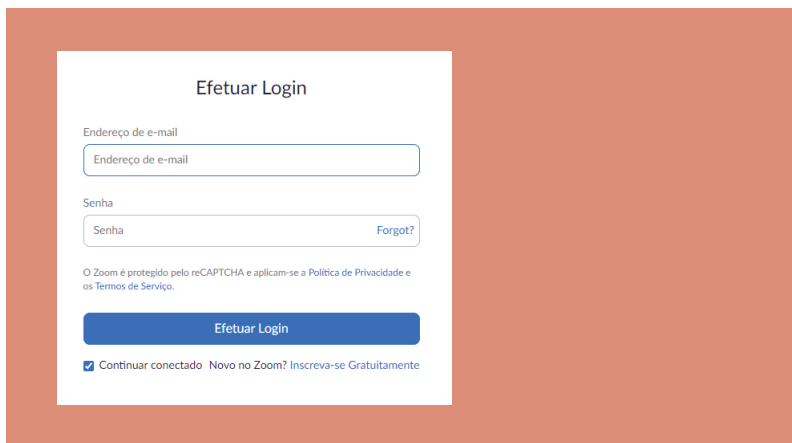 Efetuar Login
Endereço de e-mail
Endereço de e-mail
Senha
Senha Forgot?
O Zoom é protegido pelo reCAPTCHA e aplicam-se a Política de Privacidade e
os Termos de Serviço.
Efetuar Login
Continuar conectado Novo no Zoom? Inscreva-se Gratuitamente